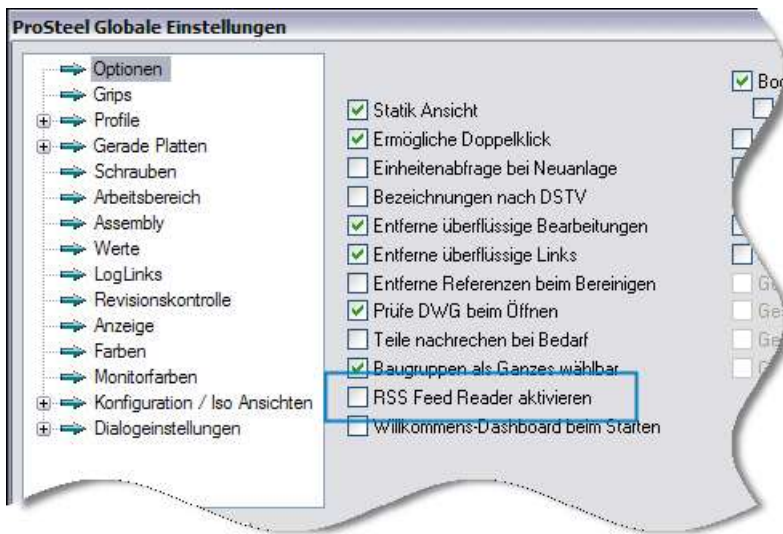 ProSteel Globale Einstellungen
Optionen
Grips
Profile
Gerade Platten
Schrauben
Arbeitsbereich
Assembly
Werte
LogLinks
Revisionskontrolle
Anzeige
Farben
Monitorfarben
Konfiguration / Iso Ansichten
Dialogeinstellungen
Statik Ansicht
Ermögliche Doppelklick
Einheitenabfrage bei Neuanlage
Bezeichnungen nach DSTV
Entferne überflüssige Bearbeitungen
Entferne überflüssige Links
Entferne Referenzen beim Bereinigen
Prüfe DWG beim Öffnen
Teile nachrechen bei Bedarf
Baugruppen als Ganzes wählbar
RSS Feed Reader aktivieren
Willkommens-Dashboard beim Starten